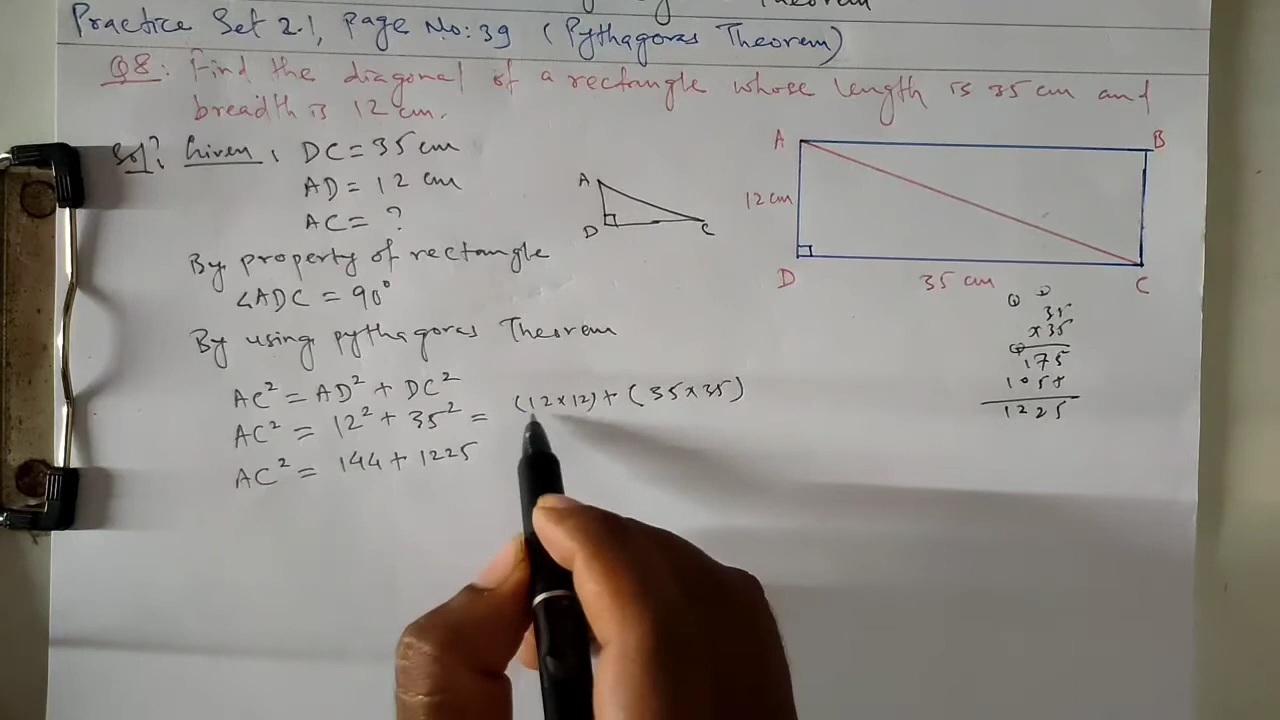 Theorem
Practice Set 2.1, Page No: 39 (Pythagoras Theorem)
Q8: Find the diagonal of a rectangle whose length is 35 cm and
breadth is 12 cm.
Solⁿ: Given, DC = 35 cm
AD = 12 cm
AC = ?
By property of rectangle
∠ADC = 90°
By using pythagoras Theorem
AC² = AD² + DC²
AC² = 12² + 35² = (12×12) + (35×35)
AC² = 144 + 1225
A
D
C
A
B
12 cm
D
35 cm
C
35
×35
175
105×
1225